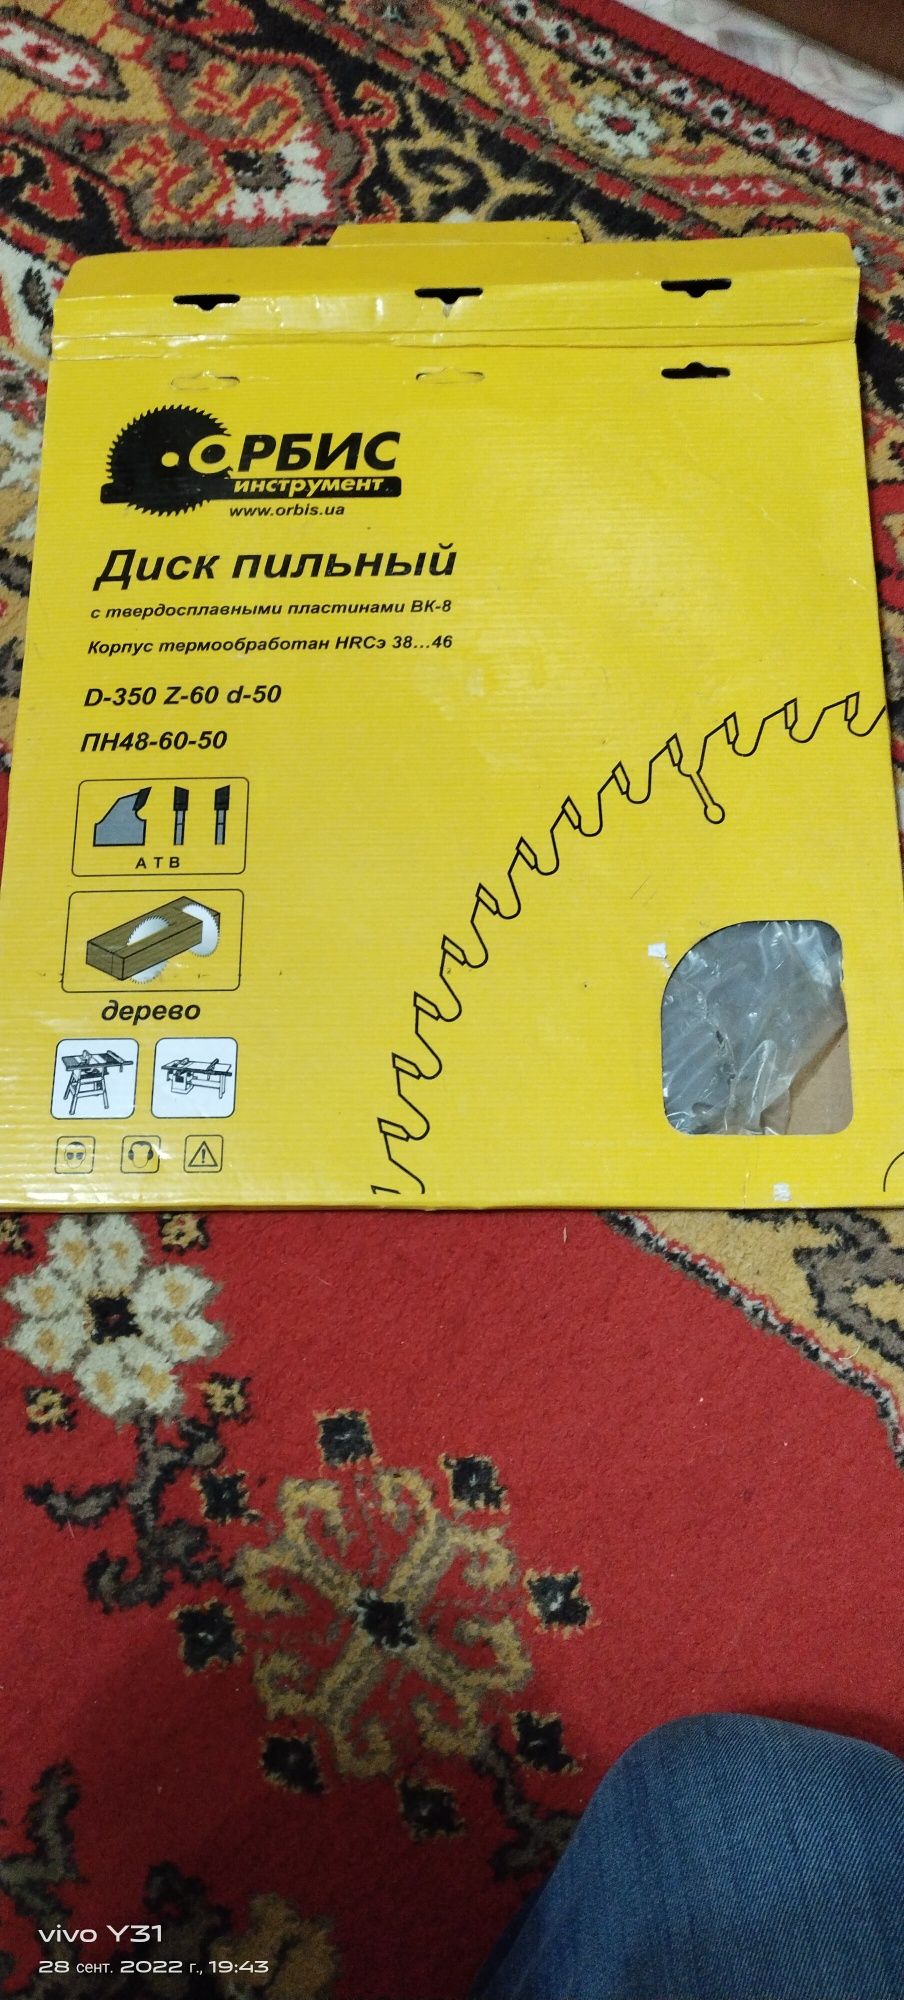 ОРБИС
инструмент
www.orbis.ua
Диск пильный
с твердосплавными пластинами ВК-8
Корпус термообработан HRCэ 38...46
D-350 Z-60 d-50
ПН48-60-50
A T B
дерево
vivo Y31
28 сент. 2022 г., 19:43